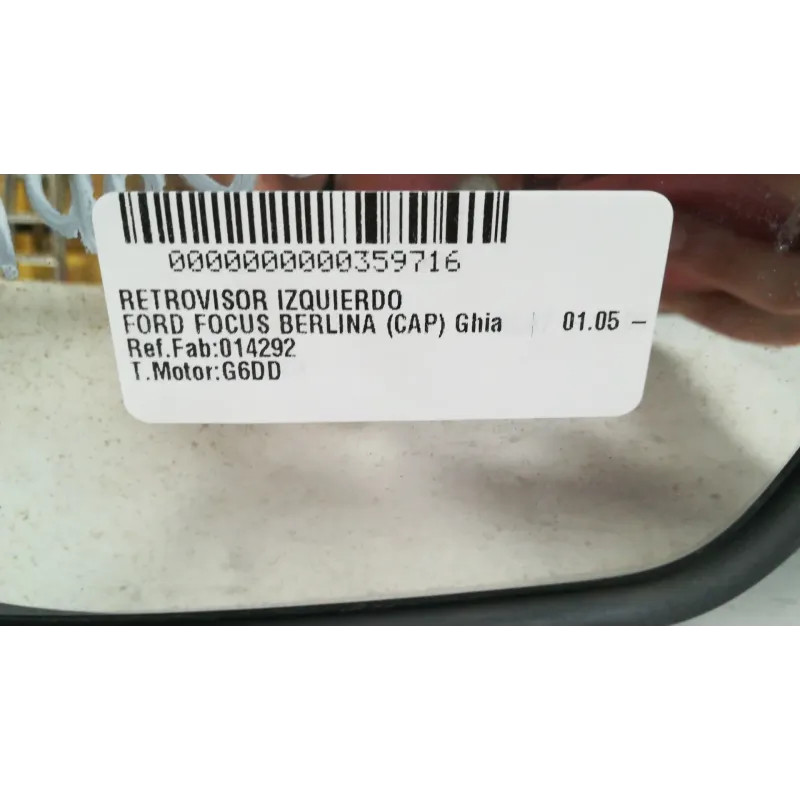 0000000000359716
RETROVISOR IZQUIERDO
FORD FOCUS BERLINA (CAP) Ghia 01.05 –
Ref.Fab:014292
T.Motor:G6DD